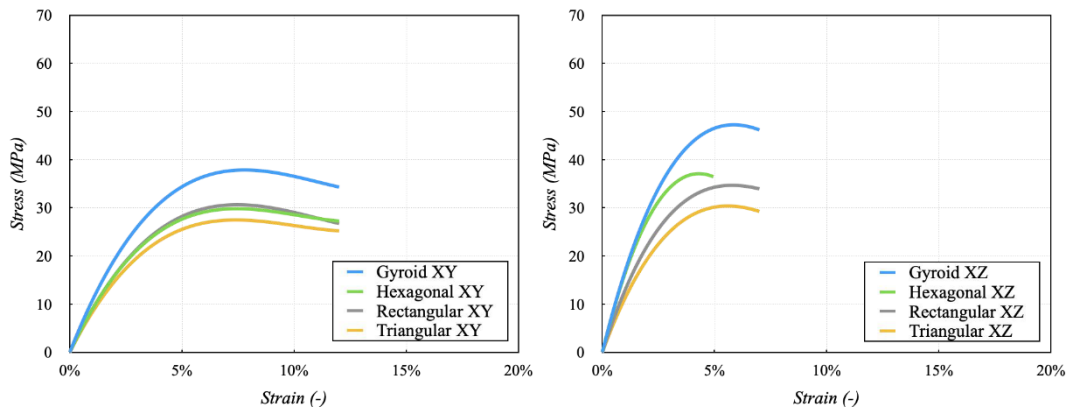 70
60
50
40
30
20
10
0
Stress (MPa)
0% 5% 10% 15% 20%
Strain (-)
Gyroid XY
Hexagonal XY
Rectangular XY
Triangular XY
70
60
50
40
30
20
10
0
Stress (MPa)
0% 5% 10% 15% 20%
Strain (-)
Gyroid XZ
Hexagonal XZ
Rectangular XZ
Triangular XZ